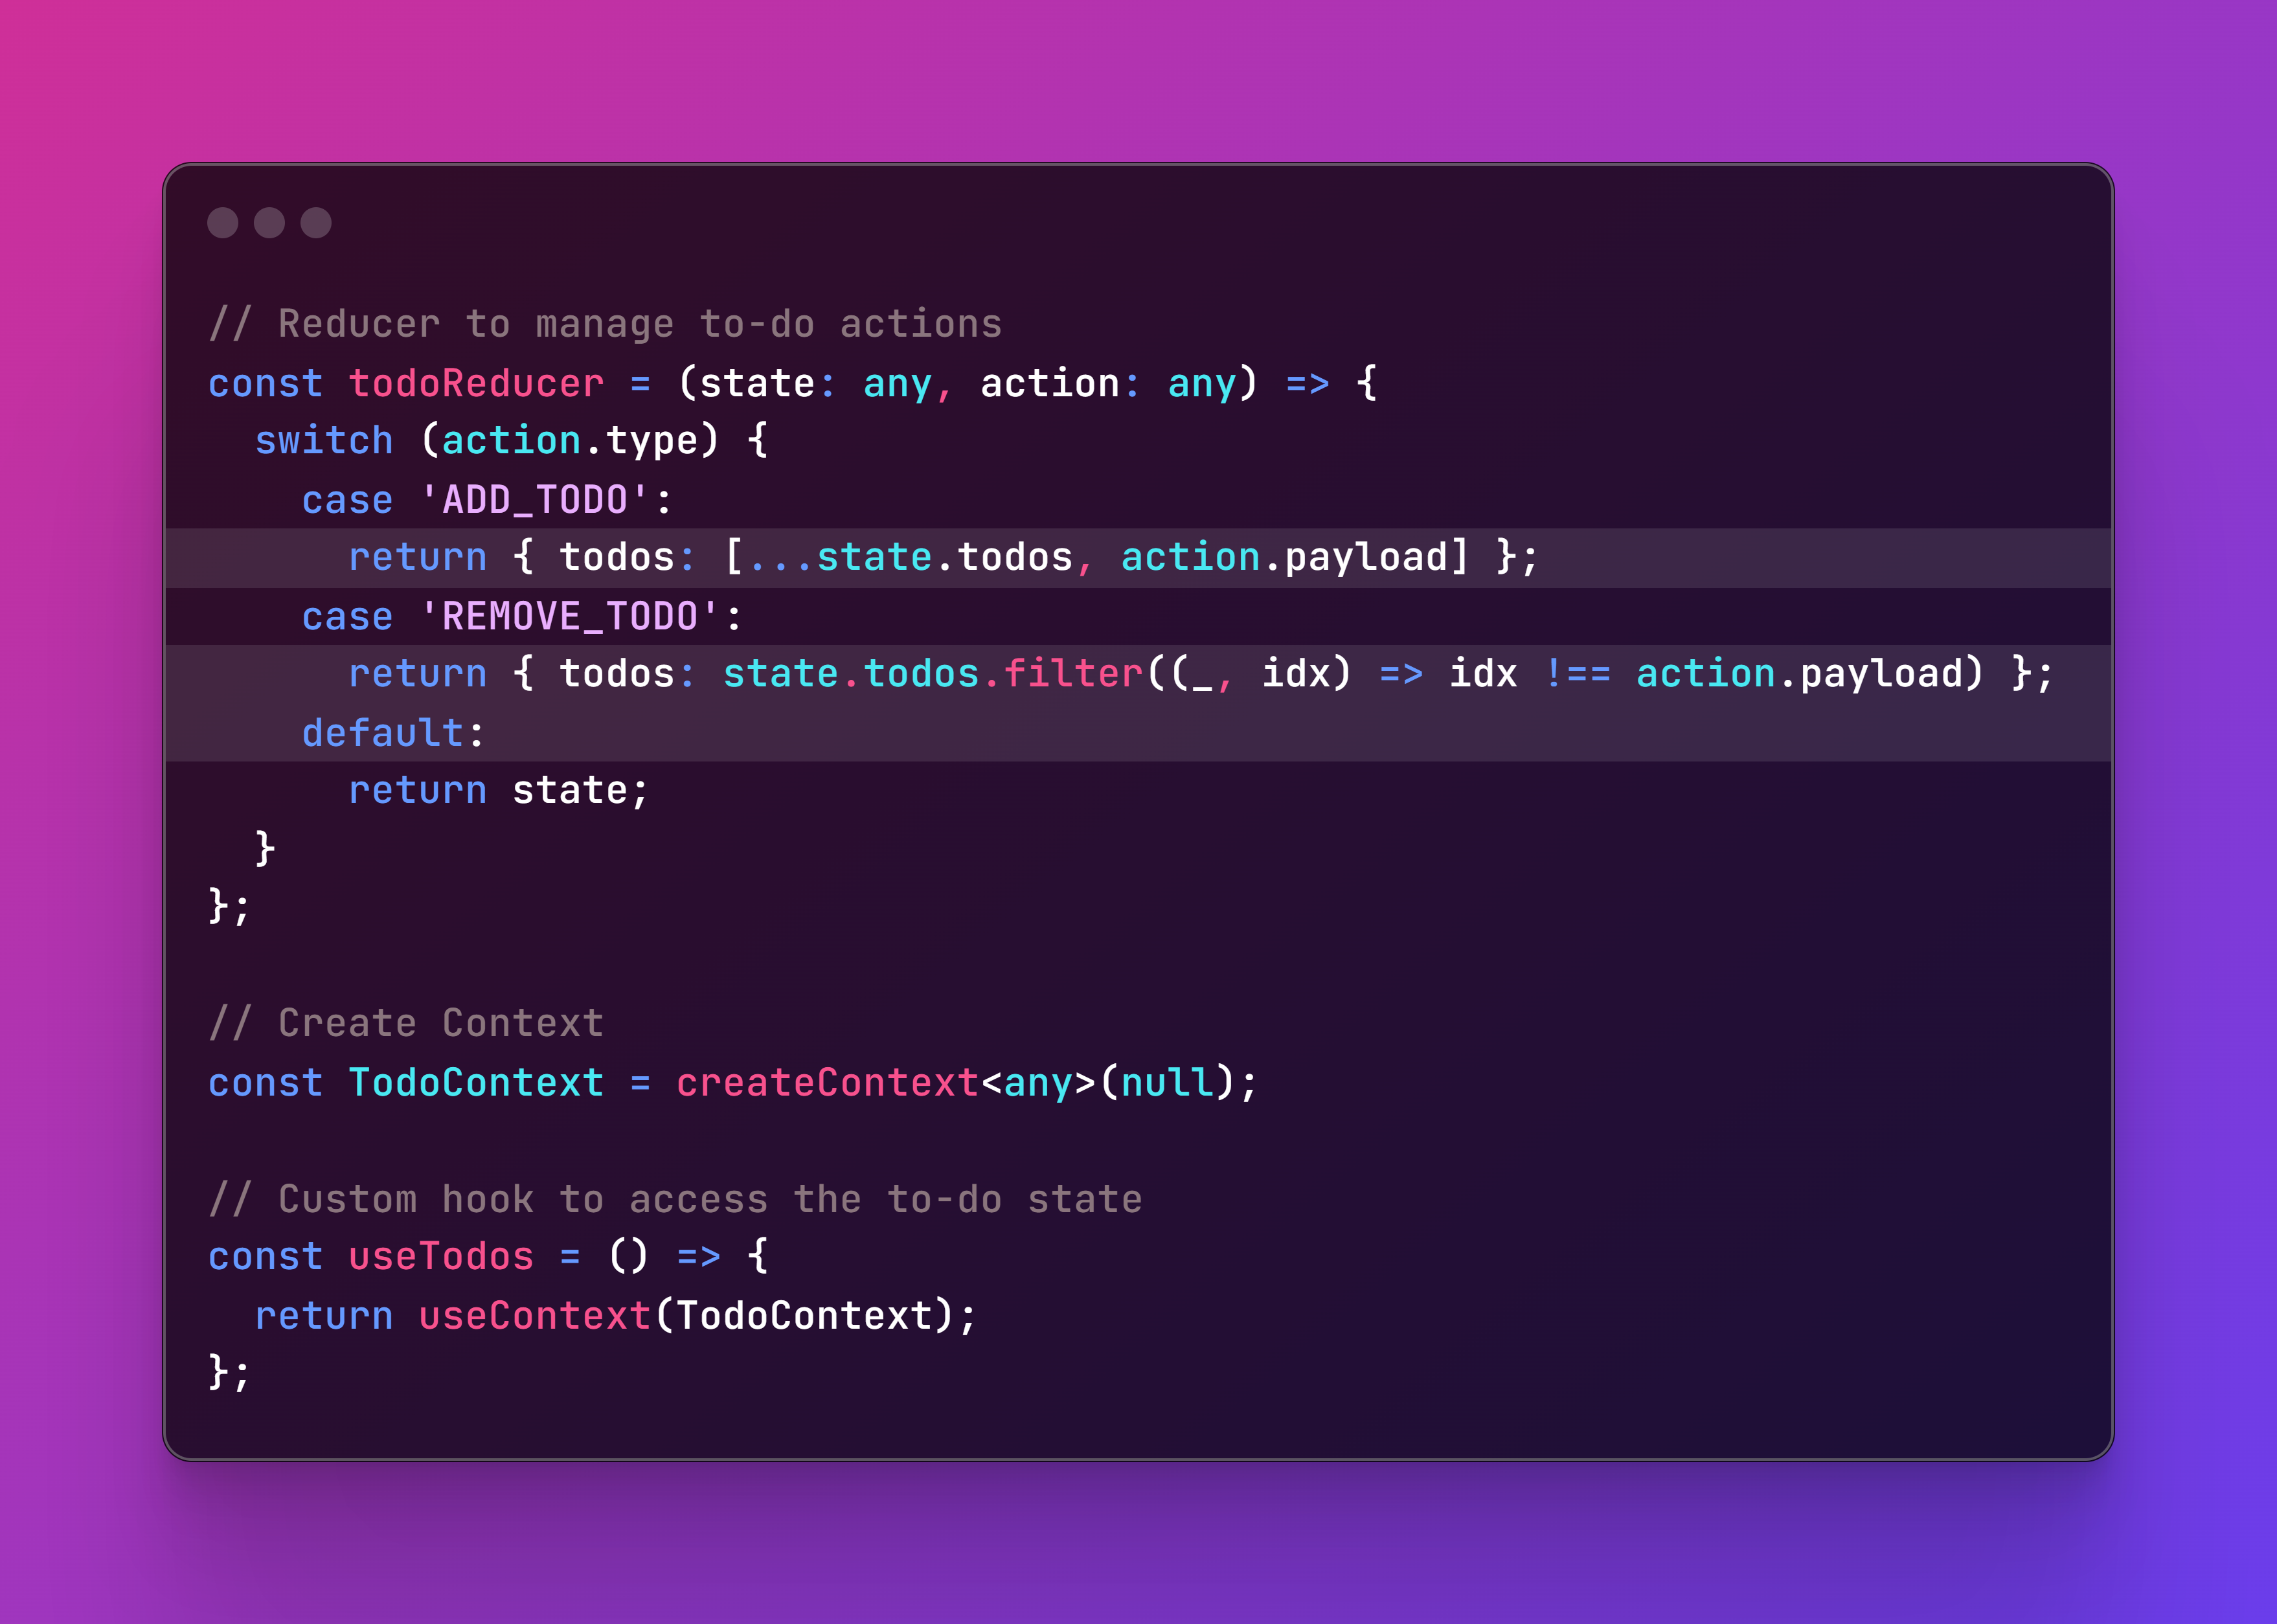 // Reducer to manage to-do actions
const todoReducer = (state: any, action: any) => {
  switch (action.type) {
    case 'ADD_TODO':
      return { todos: [...state.todos, action.payload] };
    case 'REMOVE_TODO':
      return { todos: state.todos.filter((_, idx) => idx !== action.payload) };
    default:
      return state;
  }
};

// Create Context
const TodoContext = createContext<any>(null);

// Custom hook to access the to-do state
const useTodos = () => {
  return useContext(TodoContext);
};